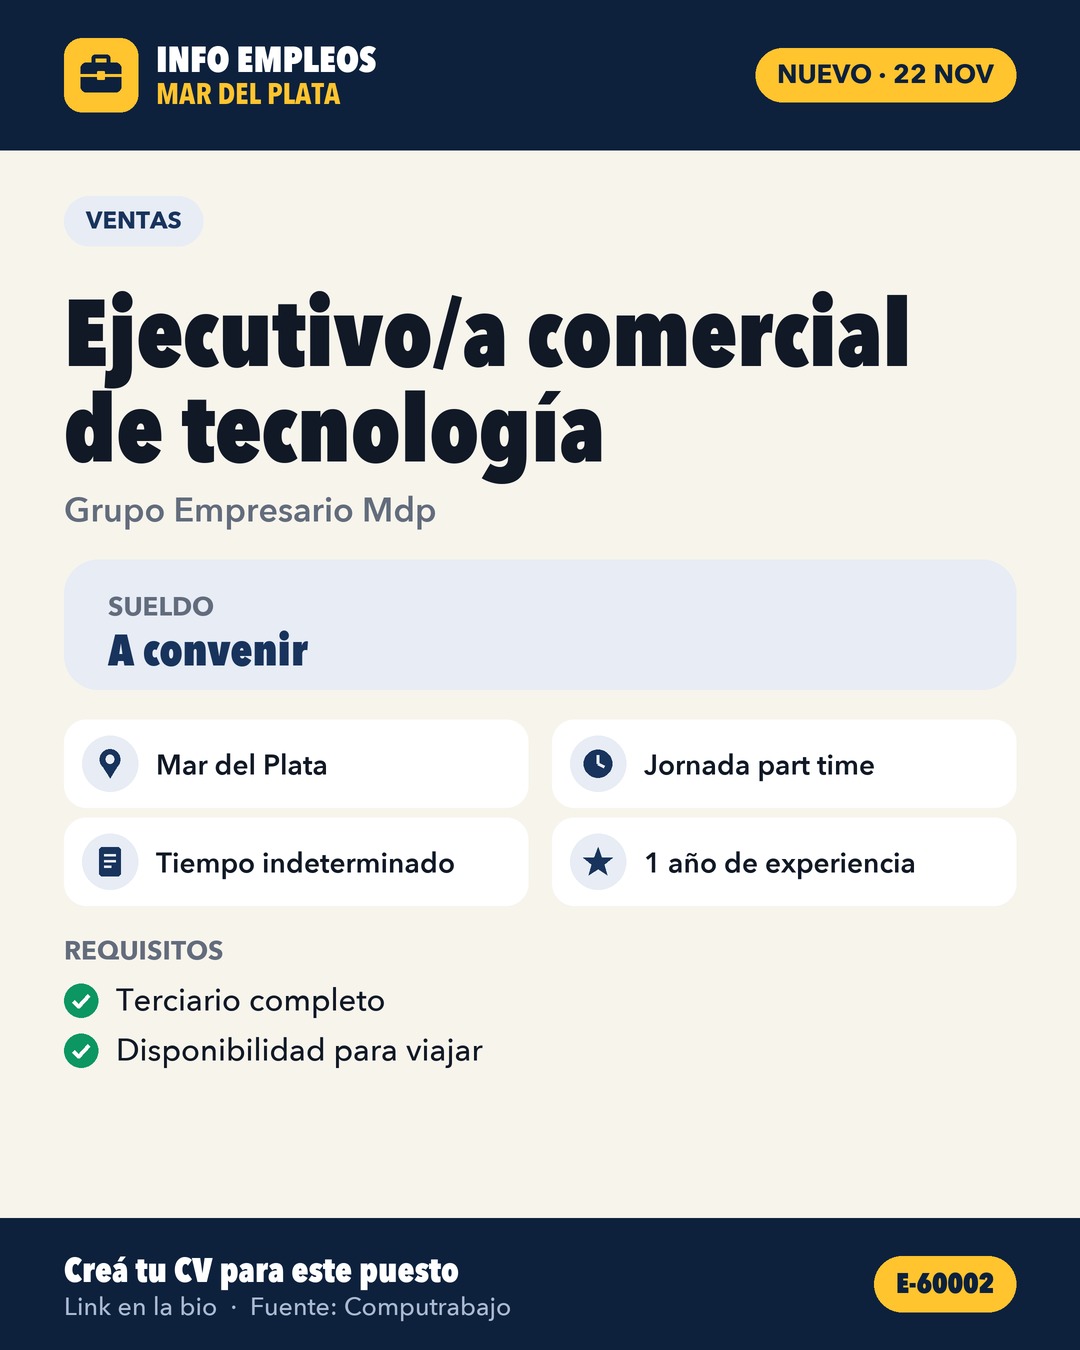 INFO EMPLEOS
MAR DEL PLATA
NUEVO · 22 NOV
VENTAS
Ejecutivo/a comercial
de tecnología
Grupo Empresario Mdp
SUELDO
A convenir
Mar del Plata
Jornada part time
Tiempo indeterminado
1 año de experiencia
REQUISITOS
Terciario completo
Disponibilidad para viajar
Creá tu CV para este puesto
Link en la bio · Fuente: Computrabajo
E-60002